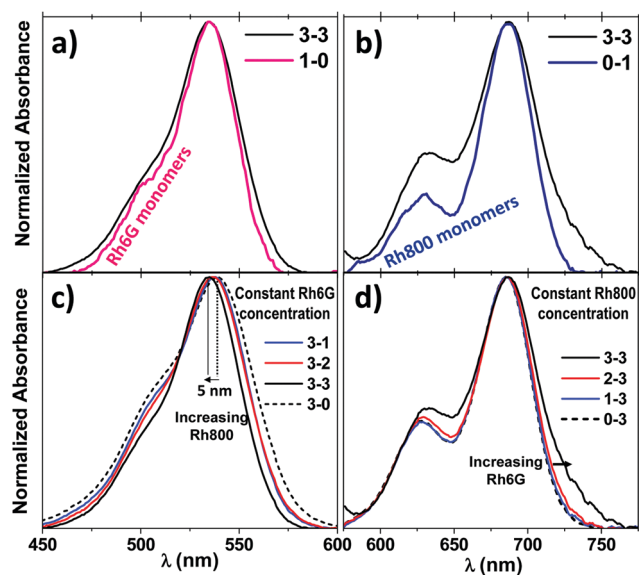 a)
3-3
1-0
Rh6G monomers
b)
3-3
0-1
Rh800 monomers
Normalized Absorbance
c)
Constant Rh6G
concentration
3-1
3-2
3-3
3-0
5 nm
Increasing
Rh800
d)
Constant Rh800
concentration
3-3
2-3
1-3
0-3
Increasing
Rh6G
Normalized Absorbance
450 500 550 600
600 650 700 750
λ (nm)
λ (nm)